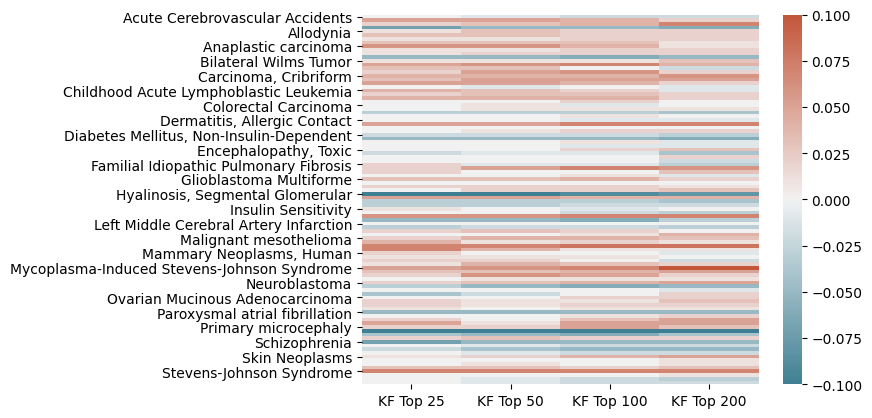 Acute Cerebrovascular Accidents
Allodynia
Anaplastic carcinoma
Bilateral Wilms Tumor
Carcinoma, Cribriform
Childhood Acute Lymphoblastic Leukemia
Colorectal Carcinoma
Dermatitis, Allergic Contact
Diabetes Mellitus, Non-Insulin-Dependent
Encephalopathy, Toxic
Familial Idiopathic Pulmonary Fibrosis
Glioblastoma Multiforme
Hyalinosis, Segmental Glomerular
Insulin Sensitivity
Left Middle Cerebral Artery Infarction
Malignant mesothelioma
Mammary Neoplasms, Human
Mycoplasma-Induced Stevens-Johnson Syndrome
Neuroblastoma
Ovarian Mucinous Adenocarcinoma
Paroxysmal atrial fibrillation
Primary microcephaly
Schizophrenia
Skin Neoplasms
Stevens-Johnson Syndrome
KF Top 25
KF Top 50
KF Top 100
KF Top 200
0.100
0.075
0.050
0.025
0.000
−0.025
−0.050
−0.075
−0.100